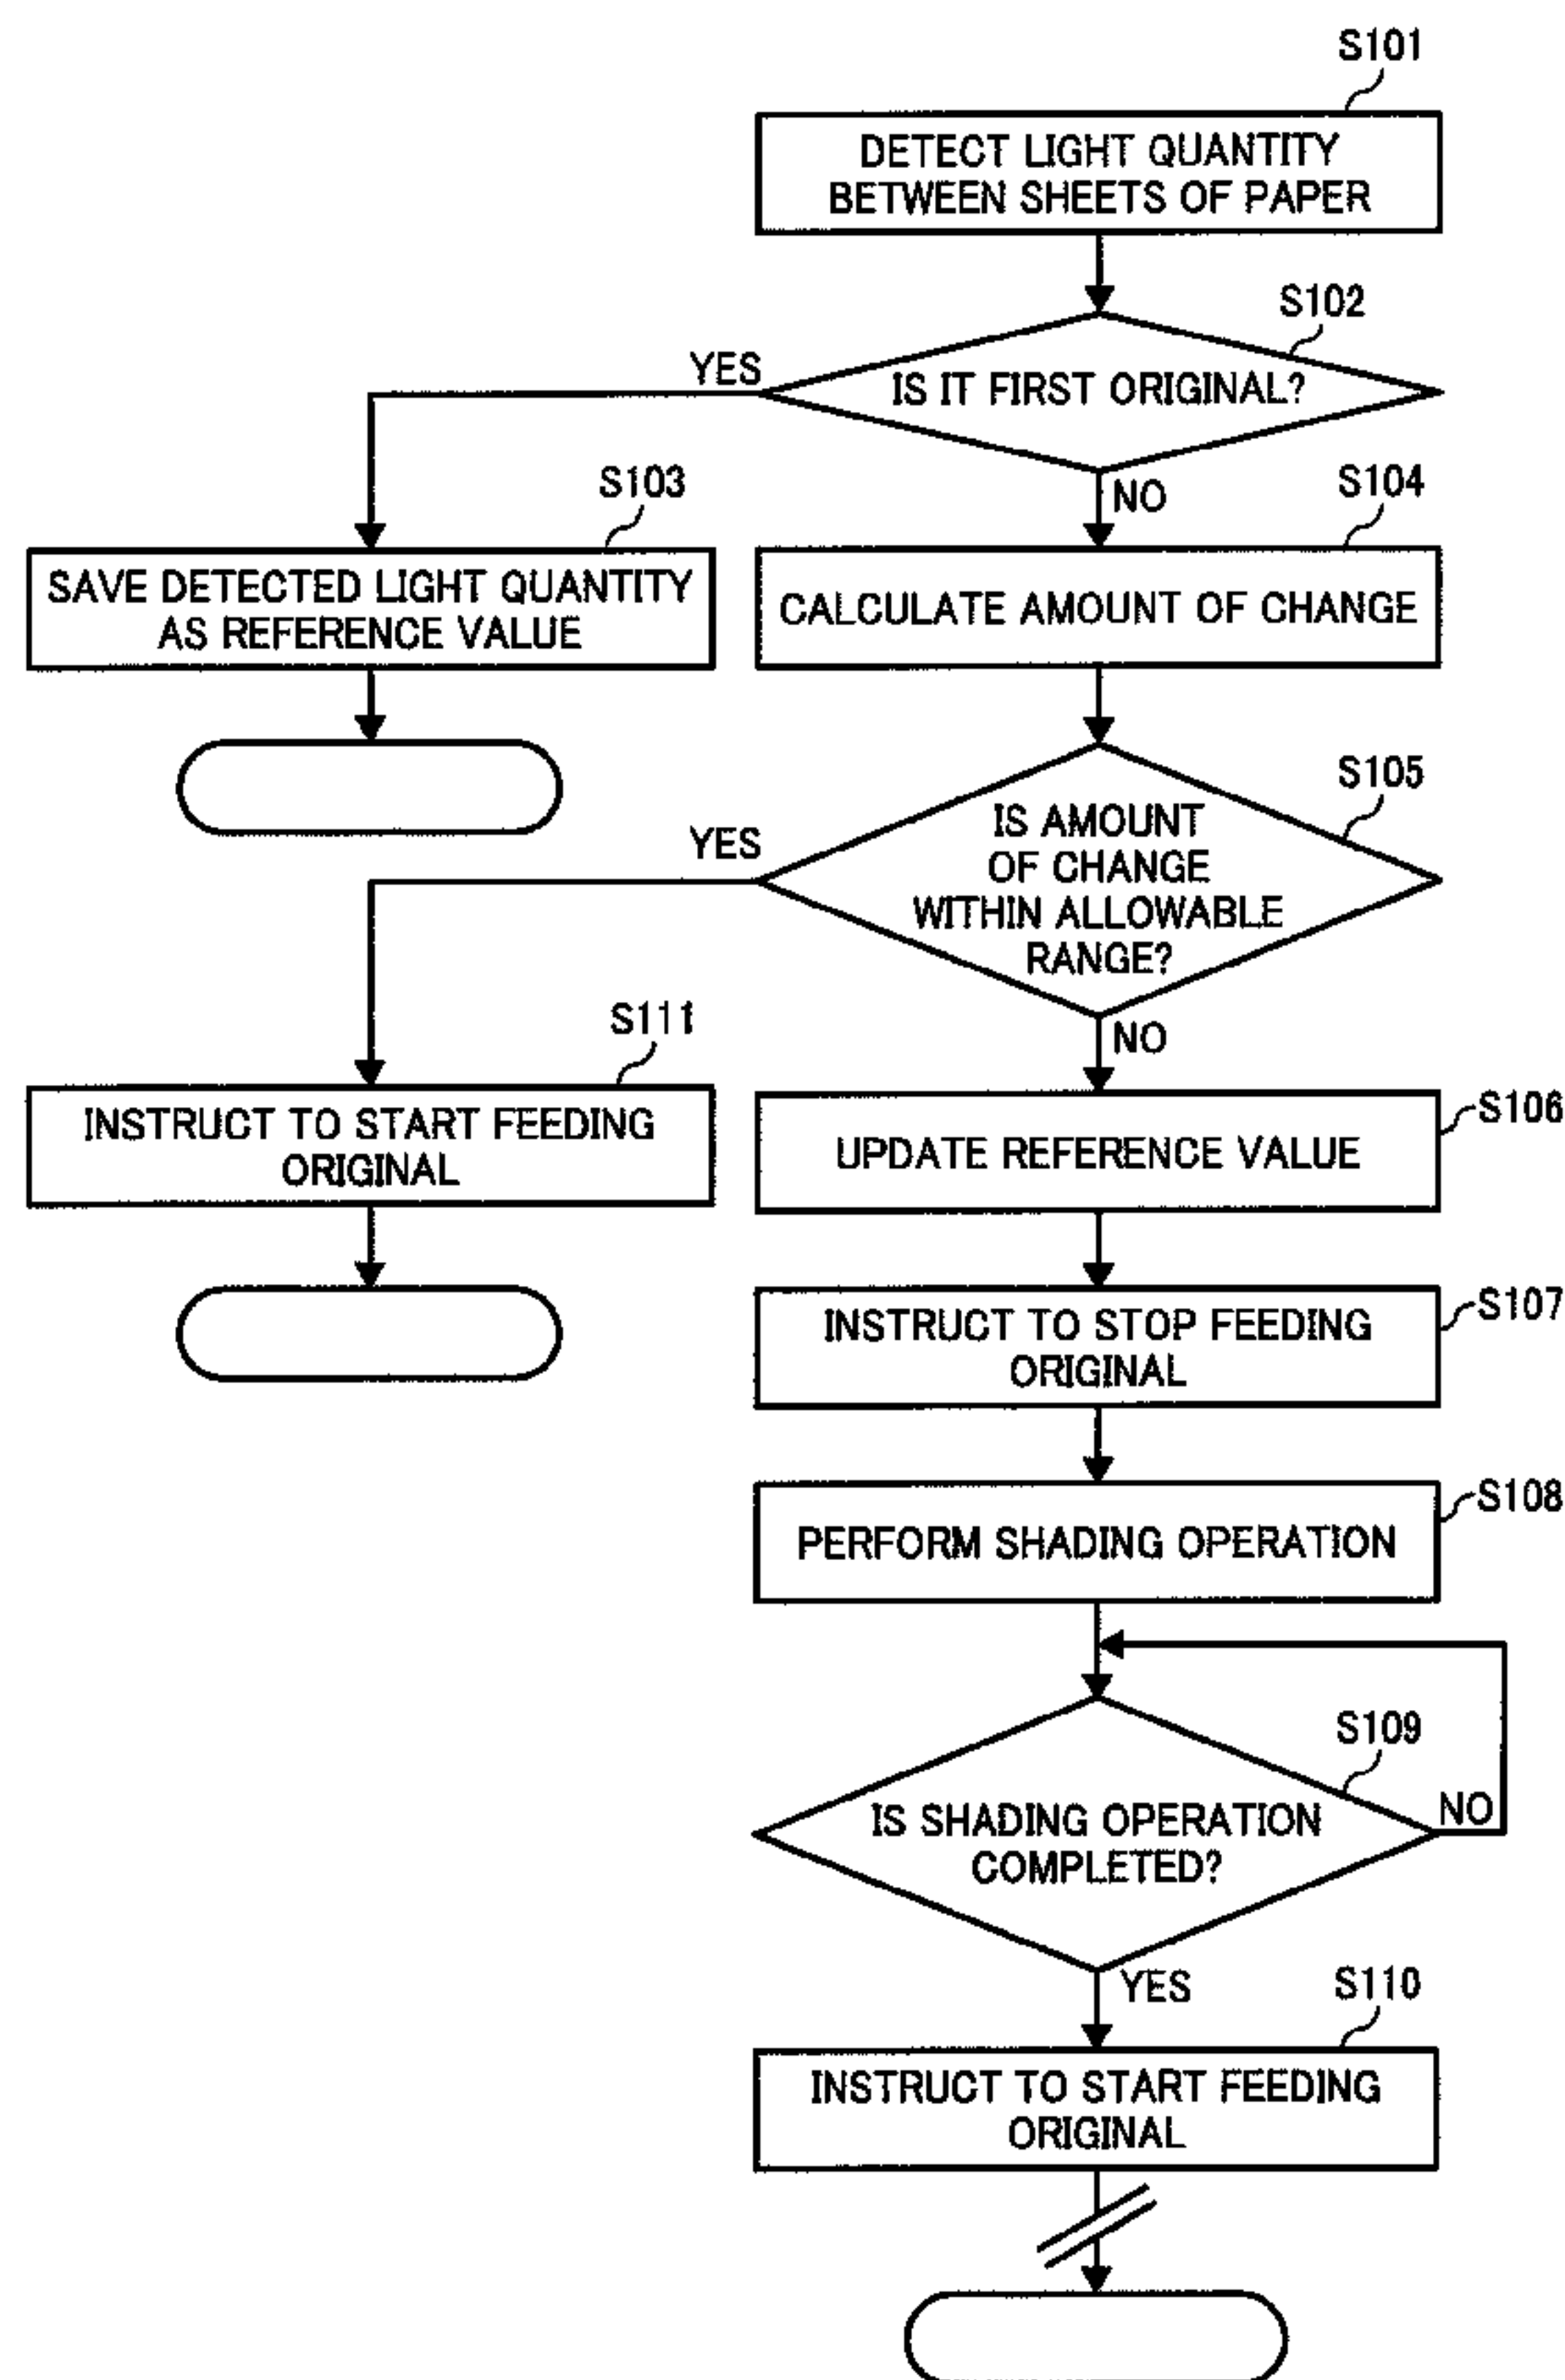 S101
DETECT LIGHT QUANTITY
BETWEEN SHEETS OF PAPER
S102
IS IT FIRST ORIGINAL?
YES
NO
S103
SAVE DETECTED LIGHT QUANTITY
AS REFERENCE VALUE
S104
CALCULATE AMOUNT OF CHANGE
S105
IS AMOUNT
OF CHANGE
WITHIN ALLOWABLE
RANGE?
YES
NO
S111
INSTRUCT TO START FEEDING
ORIGINAL
S106
UPDATE REFERENCE VALUE
S107
INSTRUCT TO STOP FEEDING
ORIGINAL
S108
PERFORM SHADING OPERATION
S109
IS SHADING OPERATION
COMPLETED?
NO
YES
S110
INSTRUCT TO START FEEDING
ORIGINAL